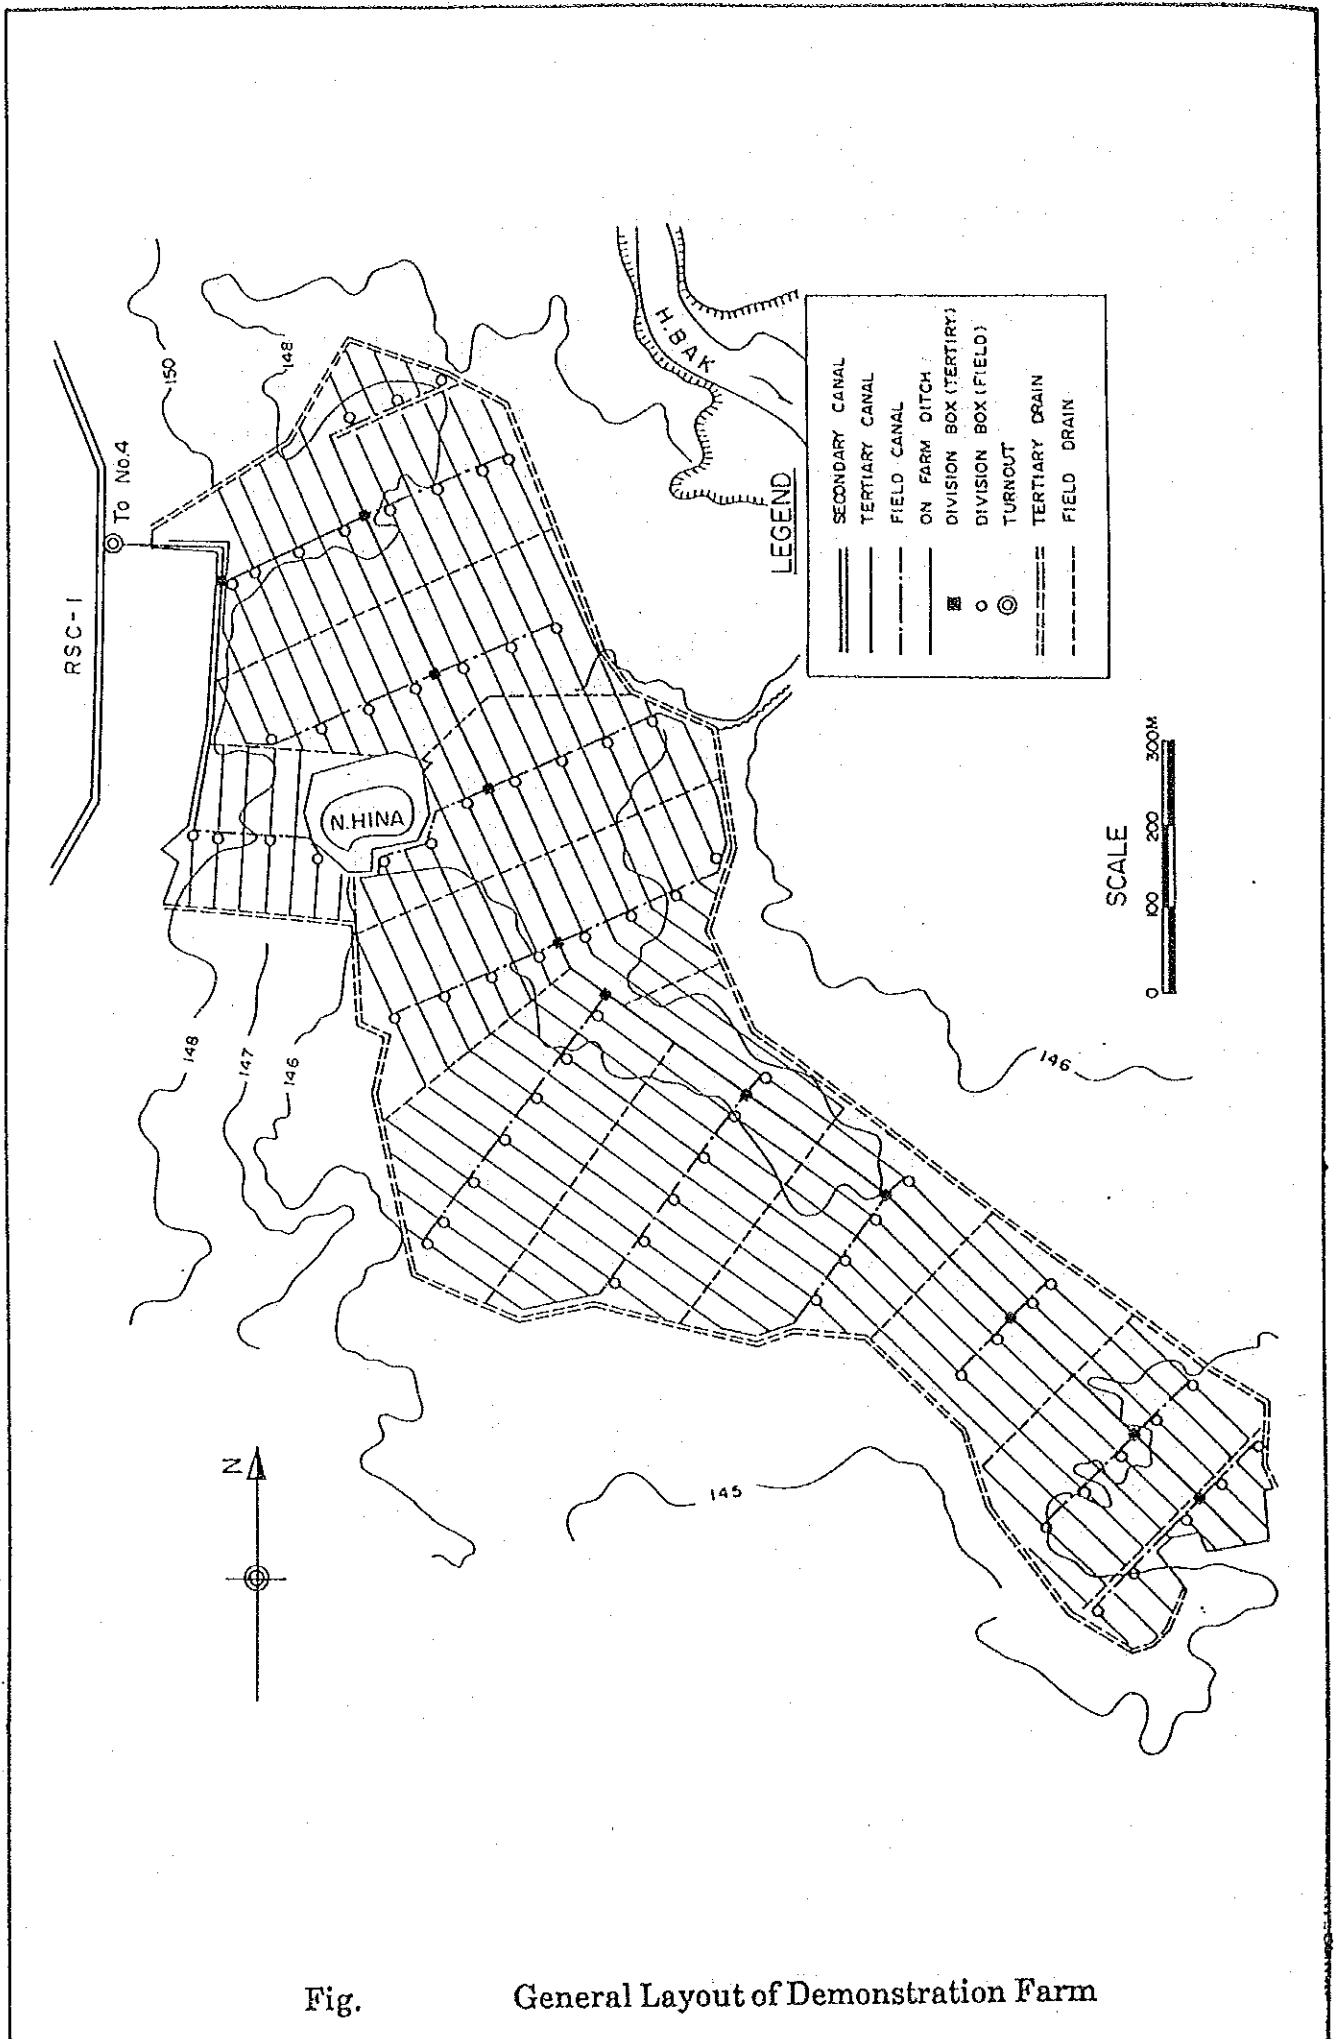 RSC-1
To No.4
150
148
H.BAK
N.HINA
148
147
146
146
145
N
LEGEND
SECONDARY CANAL
TERTIARY CANAL
FIELD CANAL
ON FARM DITCH
DIVISION BOX (TERTIRY)
DIVISION BOX (FIELD)
TURNOUT
TERTIARY DRAIN
FIELD DRAIN
SCALE
0 100 200 300M
Fig. General Layout of Demonstration Farm